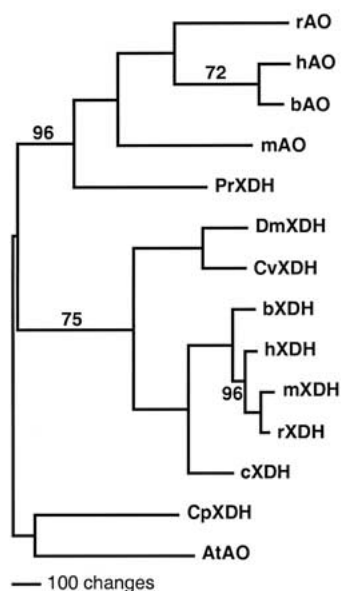 rAO
hAO
72
bAO
mAO
96
PrXDH
DmXDH
CvXDH
bXDH
75
hXDH
mXDH
96
rXDH
cXDH
CpXDH
AtAO
100 changes